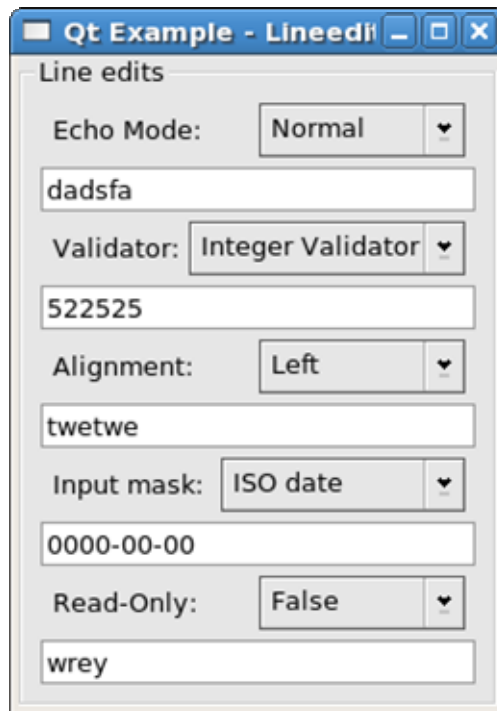 Qt Example - Lineedit
Line edits
Echo Mode: Normal
dadsfa
Validator: Integer Validator
522525
Alignment: Left
twetwe
Input mask: ISO date
0000-00-00
Read-Only: False
wrey